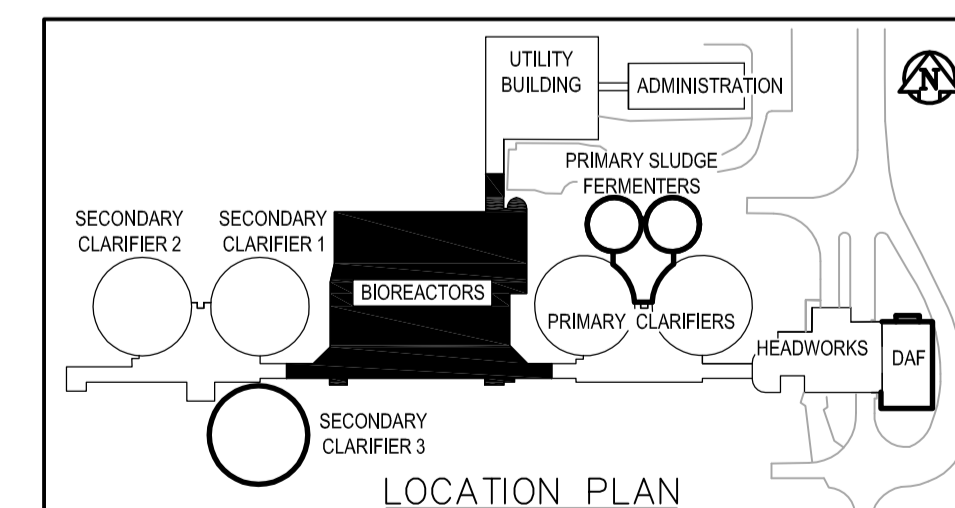 UTILITY
BUILDING
ADMINISTRATION
N
PRIMARY SLUDGE
FERMENTERS
SECONDARY
CLARIFIER 2
SECONDARY
CLARIFIER 1
BIOREACTORS
PRIMARY CLARIFIERS
HEADWORKS
DAF
SECONDARY
CLARIFIER 3
LOCATION PLAN